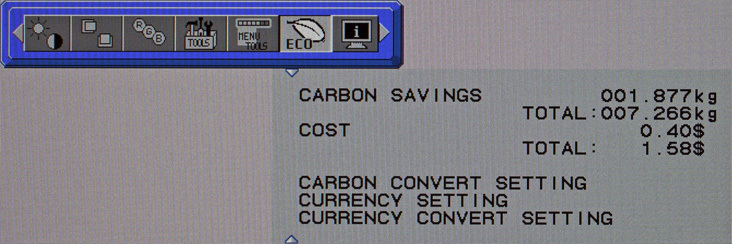 R G B
TOOLS
MENU
TOOLS
ECO
i
CARBON SAVINGS 001.877kg
TOTAL:007.266kg
COST 0.40$
TOTAL: 1.58$
CARBON CONVERT SETTING
CURRENCY SETTING
CURRENCY CONVERT SETTING